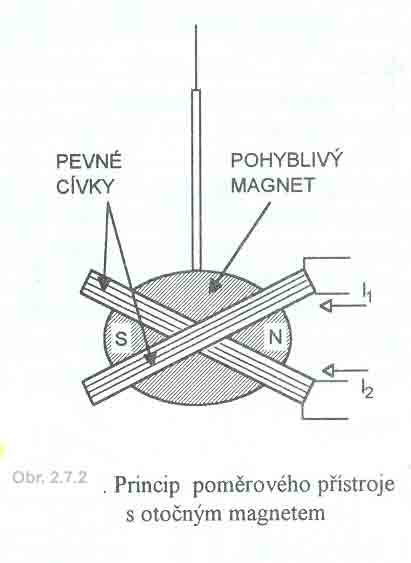 PEVNÉ
CÍVKY
POHYBLIVÝ
MAGNET
S
N
I1
I2
Obr. 2.7.2
. Princip poměrového přístroje
s otočným magnetem